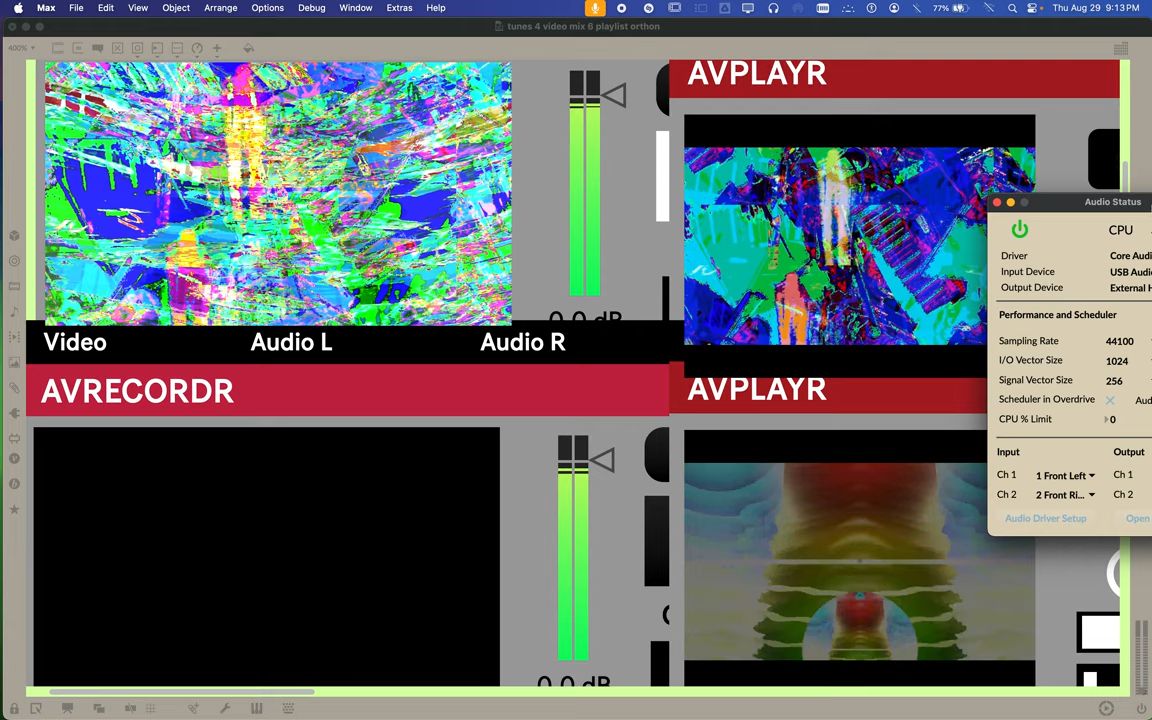 Max File Edit View Object Arrange Options Debug Window Extras Help
77% Thu Aug 29 9:13 PM
tunes 4 video mix 6 playlist orthon
400%
AVPLAYR
0.0 dB
Video Audio L Audio R
AVRECORDR
AVPLAYR
0.0 dB
Audio Status
CPU
Driver Core Audi
Input Device USB Audio
Output Device External H
Performance and Scheduler
Sampling Rate 44100
I/O Vector Size 1024
Signal Vector Size 256
Scheduler in Overdrive Aud
CPU % Limit 0
Input Output
Ch 1 1 Front Left Ch 1
Ch 2 2 Front Ri... Ch 2
Audio Driver Setup Open